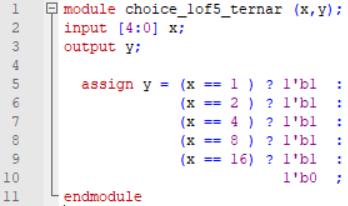 1 module choice_1of5_ternar (x,y);
2 input [4:0] x;
3 output y;
4
5 assign y = (x == 1 ) ? 1'b1 :
6 (x == 2 ) ? 1'b1 :
7 (x == 4 ) ? 1'b1 :
8 (x == 8 ) ? 1'b1 :
9 (x == 16) ? 1'b1 :
10 1'b0 ;
11 endmodule